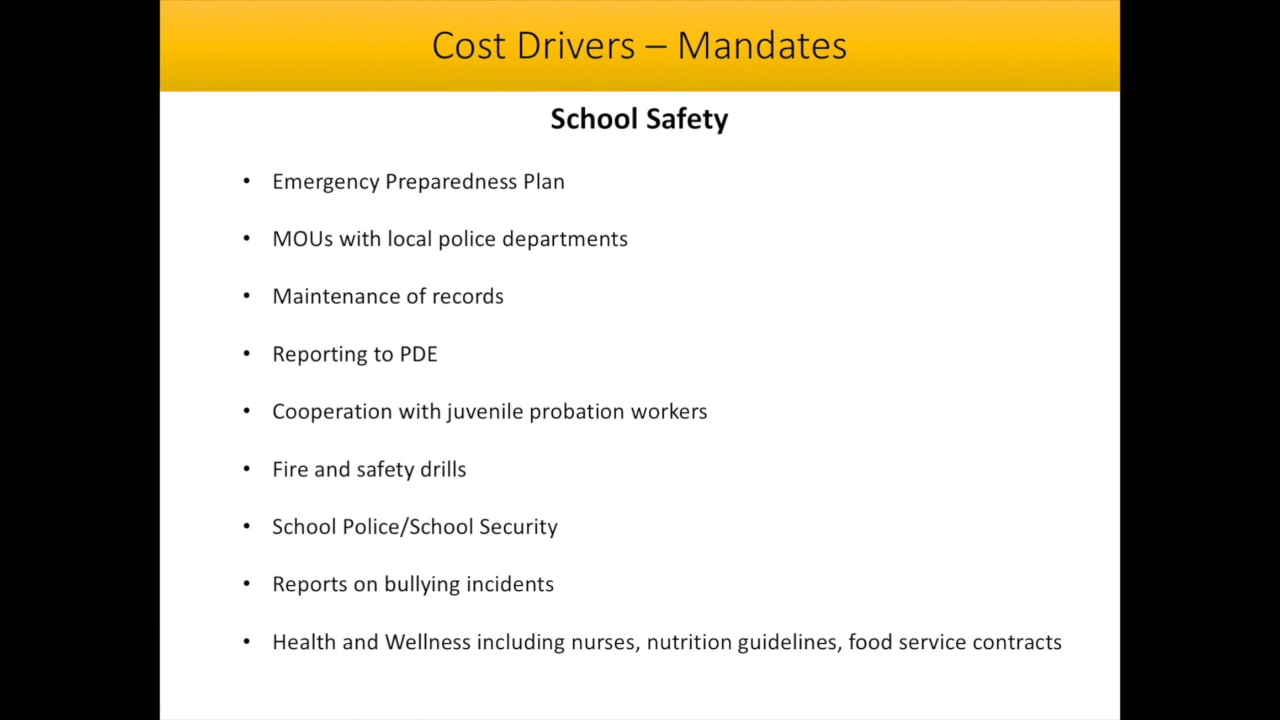 Cost Drivers – Mandates
School Safety
• Emergency Preparedness Plan
• MOUs with local police departments
• Maintenance of records
• Reporting to PDE
• Cooperation with juvenile probation workers
• Fire and safety drills
• School Police/School Security
• Reports on bullying incidents
• Health and Wellness including nurses, nutrition guidelines, food service contracts